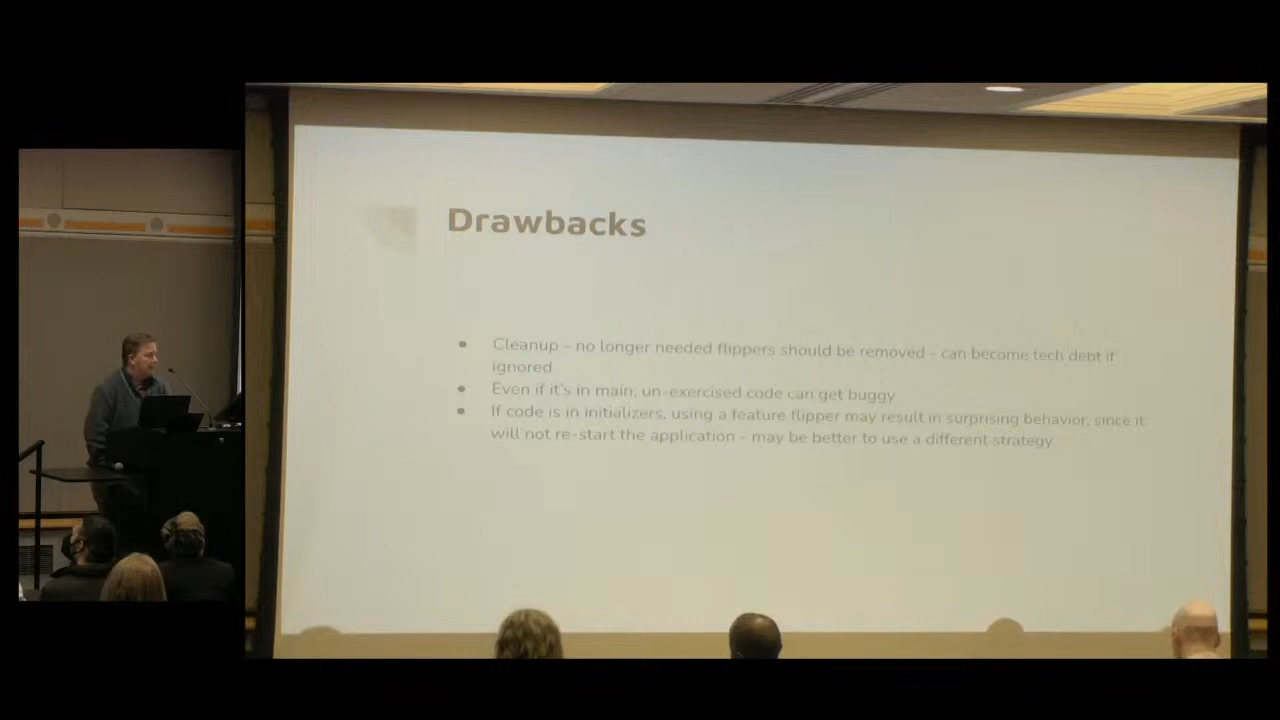 Drawbacks
● Cleanup – no longer needed flippers should be removed – can become tech debt if
ignored
● Even if it's in main, un-exercised code can get buggy
● If code is in initializers, using a feature flipper may result in surprising behavior, since it
will not re-start the application – may be better to use a different strategy